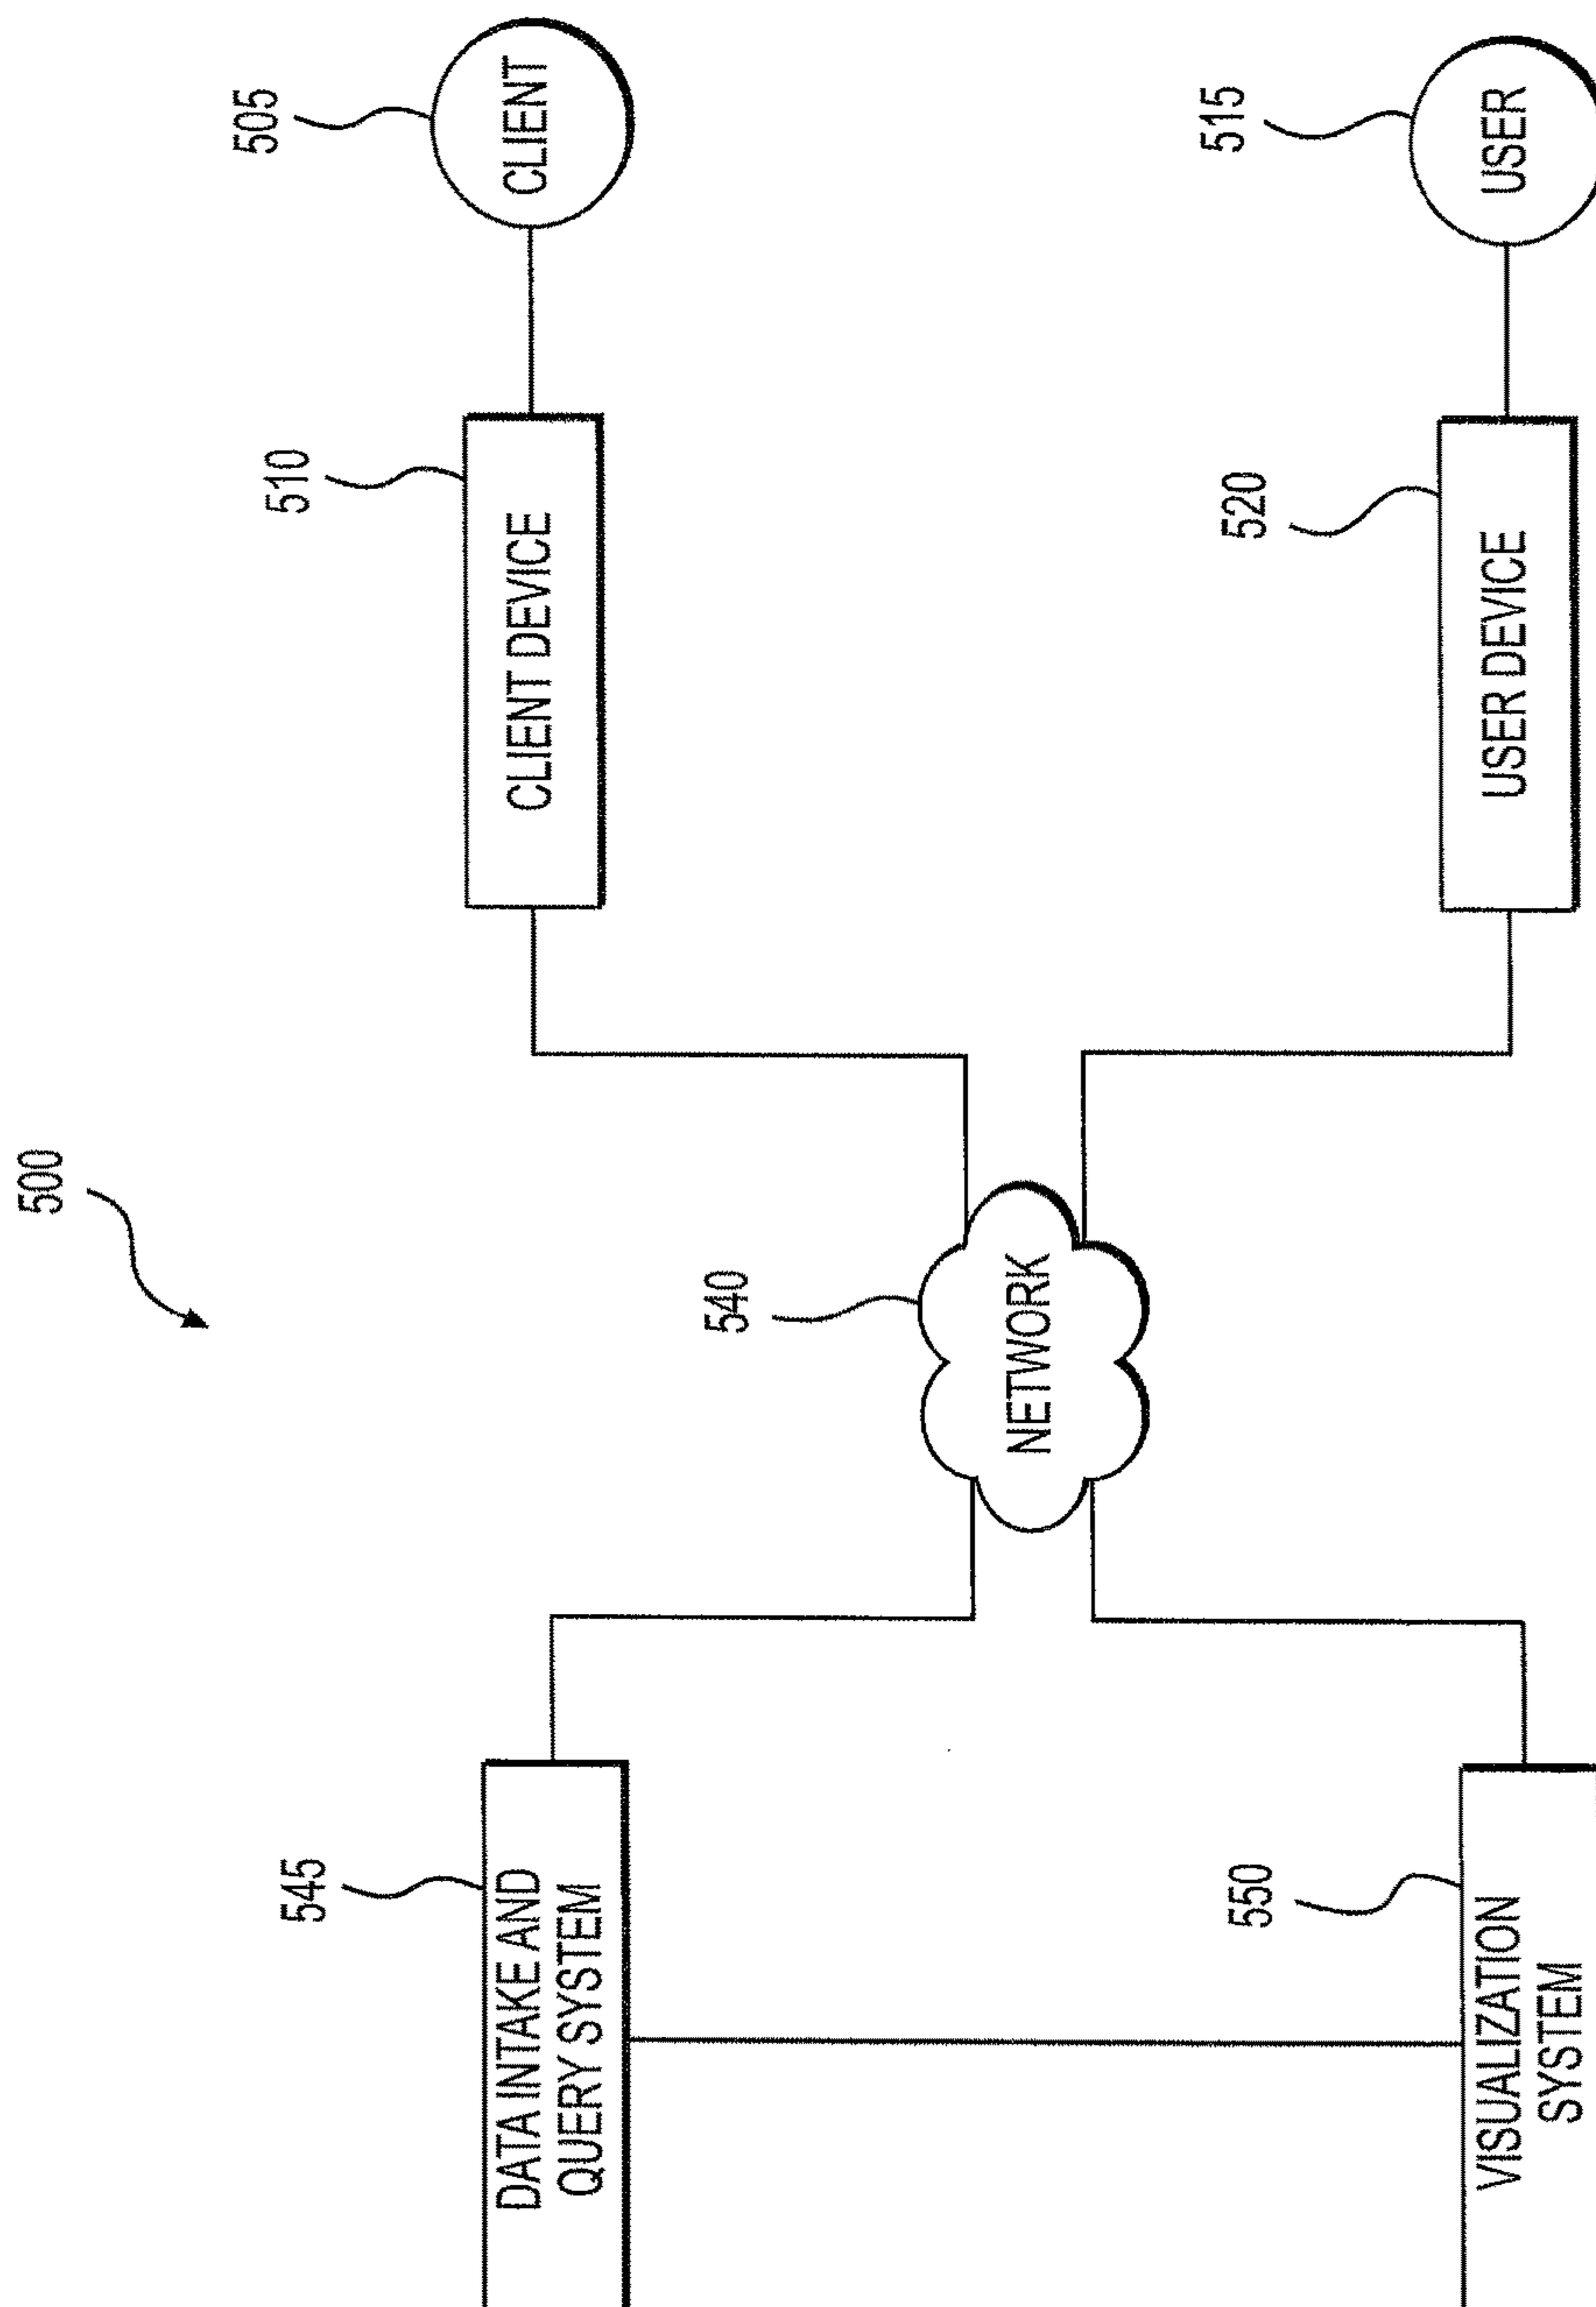 500
545
DATA INTAKE AND
QUERY SYSTEM
540
NETWORK
510
CLIENT DEVICE
505
CLIENT
550
VISUALIZATION
SYSTEM
520
USER DEVICE
515
USER